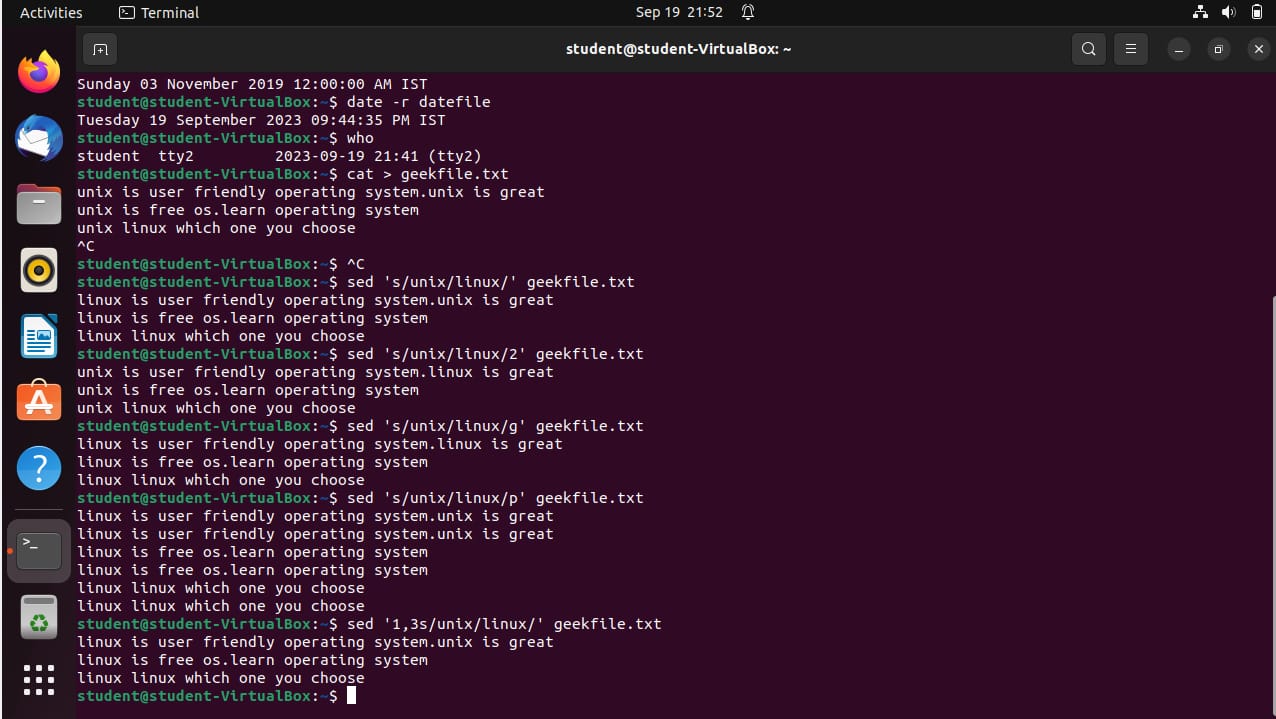 Activities
Terminal
Sep 19 21:52
student@student-VirtualBox: ~
Sunday 03 November 2019 12:00:00 AM IST
student@student-VirtualBox:~$ date -r datefile
Tuesday 19 September 2023 09:44:35 PM IST
student@student-VirtualBox:~$ who
student  tty2         2023-09-19 21:41 (tty2)
student@student-VirtualBox:~$ cat > geekfile.txt
unix is user friendly operating system.unix is great
unix is free os.learn operating system
unix linux which one you choose
^C
student@student-VirtualBox:~$ ^C
student@student-VirtualBox:~$ sed 's/unix/linux/' geekfile.txt
linux is user friendly operating system.unix is great
linux is free os.learn operating system
linux linux which one you choose
student@student-VirtualBox:~$ sed 's/unix/linux/2' geekfile.txt
unix is user friendly operating system.linux is great
unix is free os.learn operating system
unix linux which one you choose
student@student-VirtualBox:~$ sed 's/unix/linux/g' geekfile.txt
linux is user friendly operating system.linux is great
linux is free os.learn operating system
linux linux which one you choose
student@student-VirtualBox:~$ sed 's/unix/linux/p' geekfile.txt
linux is user friendly operating system.unix is great
linux is user friendly operating system.unix is great
linux is free os.learn operating system
linux is free os.learn operating system
linux linux which one you choose
linux linux which one you choose
student@student-VirtualBox:~$ sed '1,3s/unix/linux/' geekfile.txt
linux is user friendly operating system.unix is great
linux is free os.learn operating system
linux linux which one you choose
student@student-VirtualBox:~$